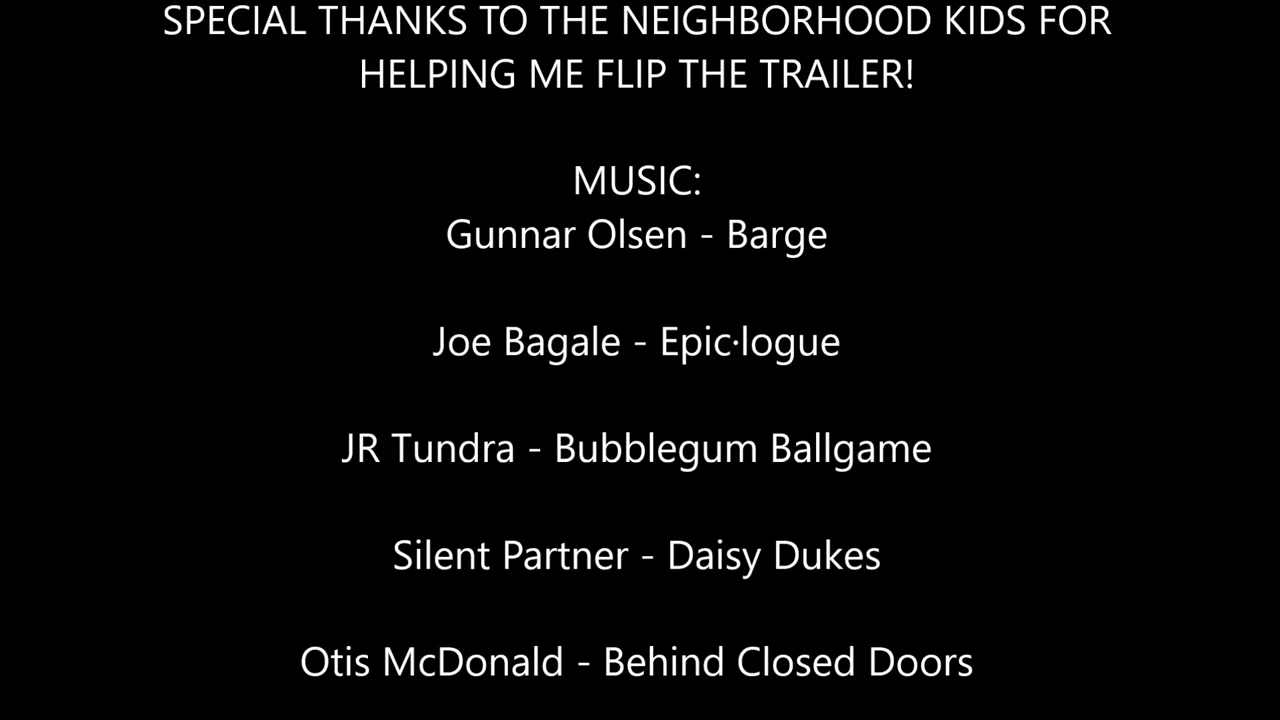 SPECIAL THANKS TO THE NEIGHBORHOOD KIDS FOR
HELPING ME FLIP THE TRAILER!
MUSIC:
Gunnar Olsen - Barge
Joe Bagale - Epic·logue
JR Tundra - Bubblegum Ballgame
Silent Partner - Daisy Dukes
Otis McDonald - Behind Closed Doors